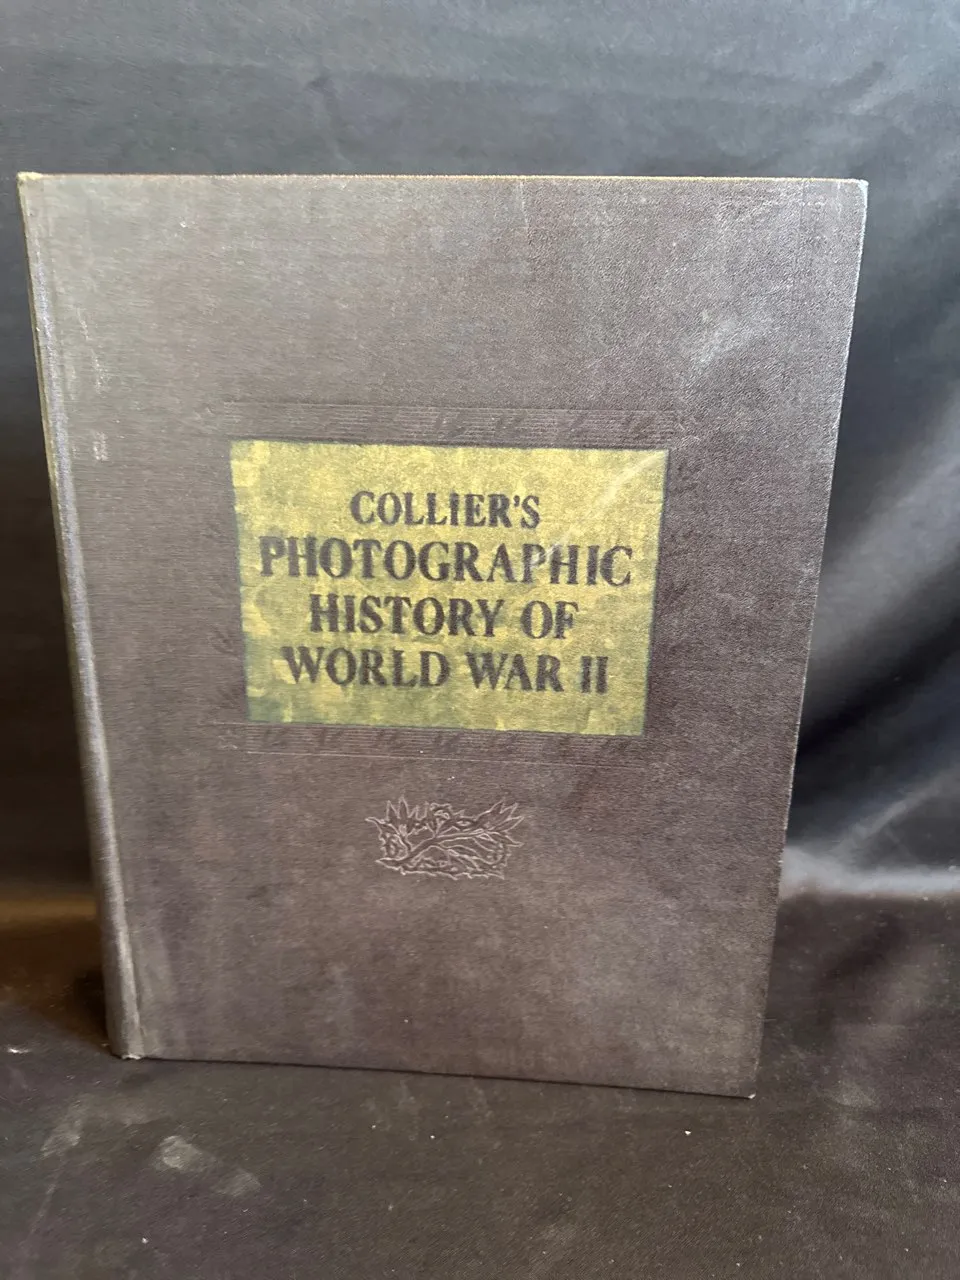 COLLIER'S
PHOTOGRAPHIC
HISTORY OF
WORLD WAR II